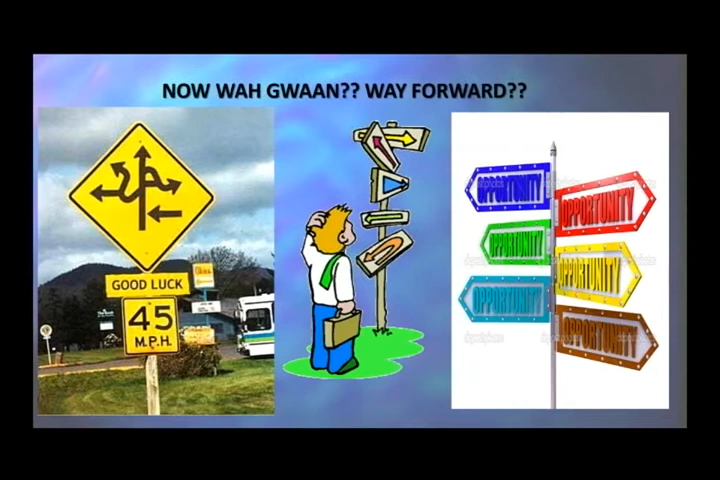 NOW WAH GWAAN?? WAY FORWARD??
GOOD LUCK
45
M.P.H.
OPPORTUNITY
OPPORTUNITY
OPPORTUNITY
OPPORTUNITY
OPPORTUNITY
OPPORTUNITY